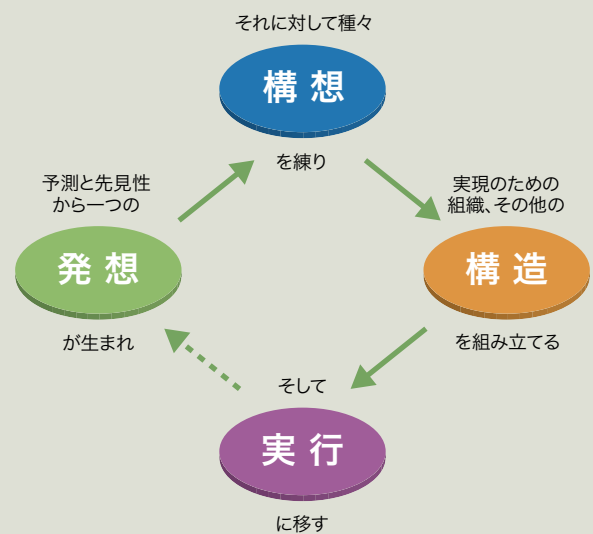 予測と先見性
から一つの
発想
が生まれ
それに対して種々
構想
を練り
実現のための
組織、その他の
構造
を組み立てる
そして
実行
に移す